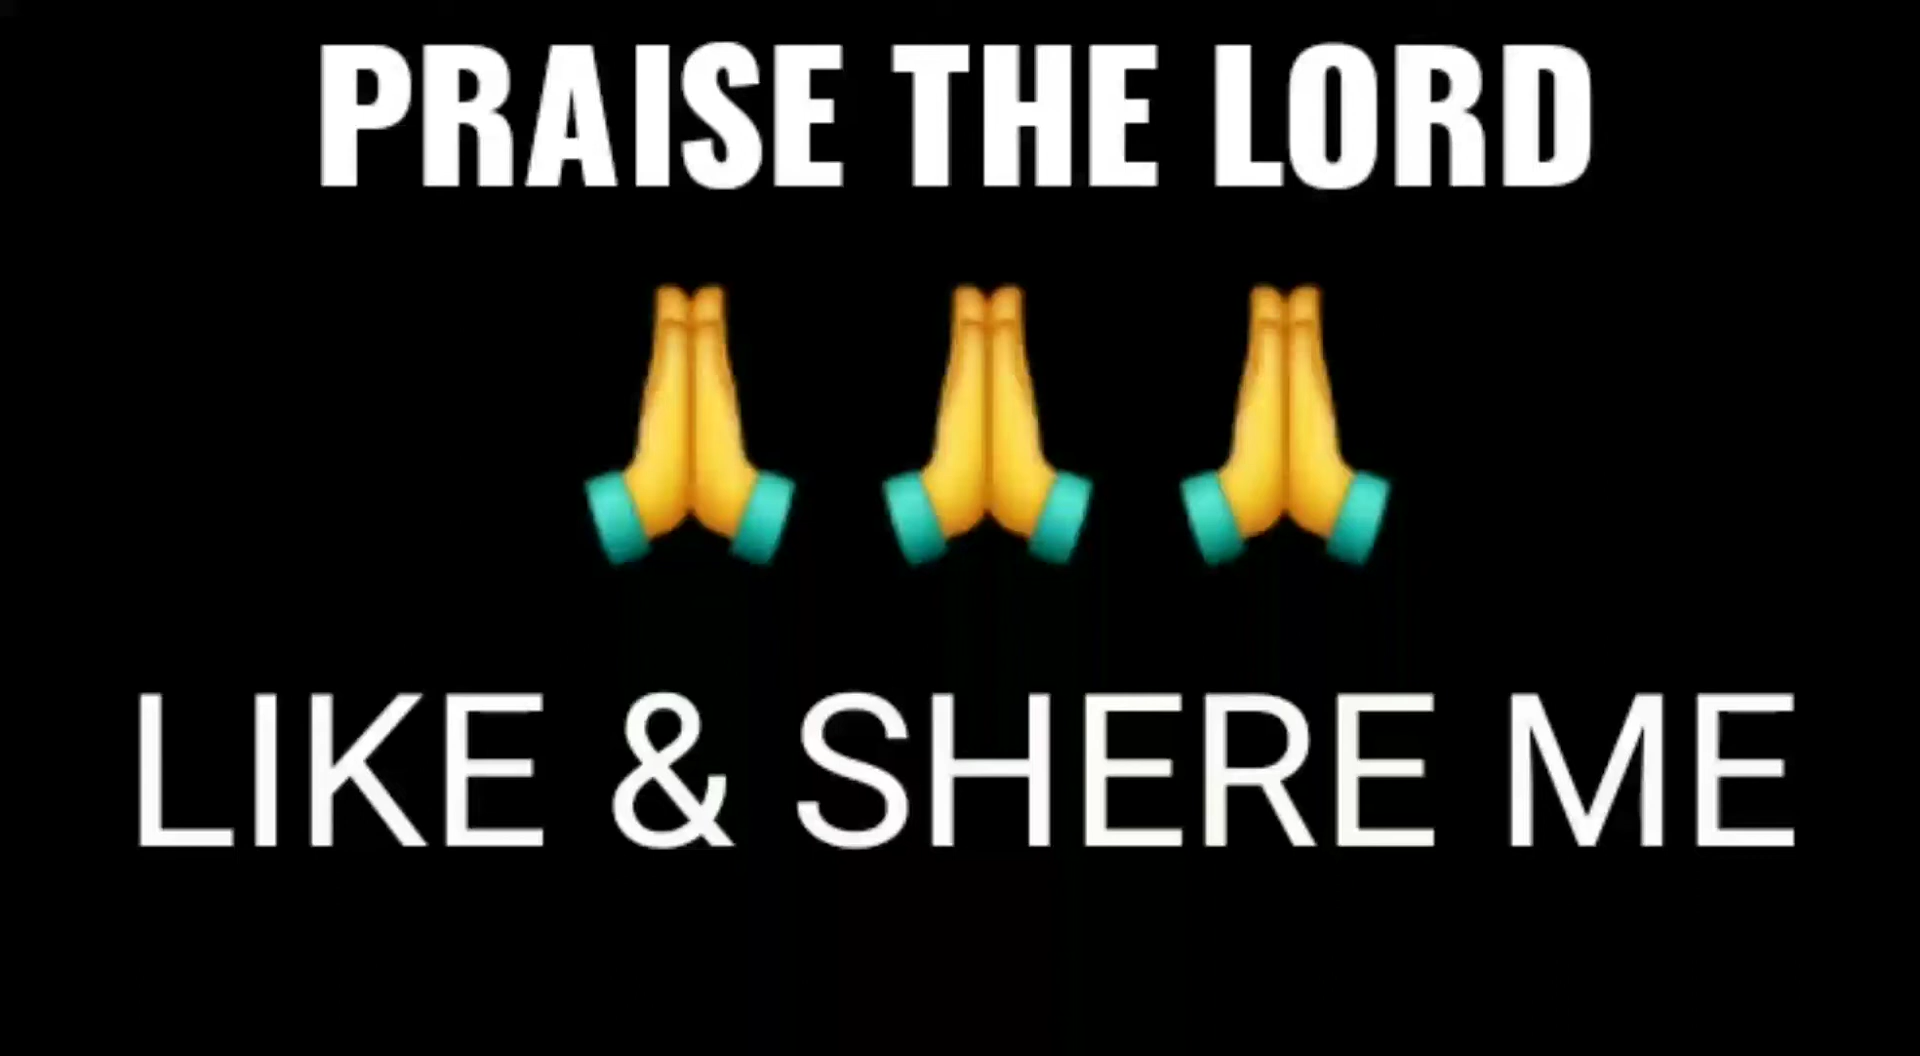 PRAISE THE LORD
🙏 🙏 🙏
LIKE & SHERE ME